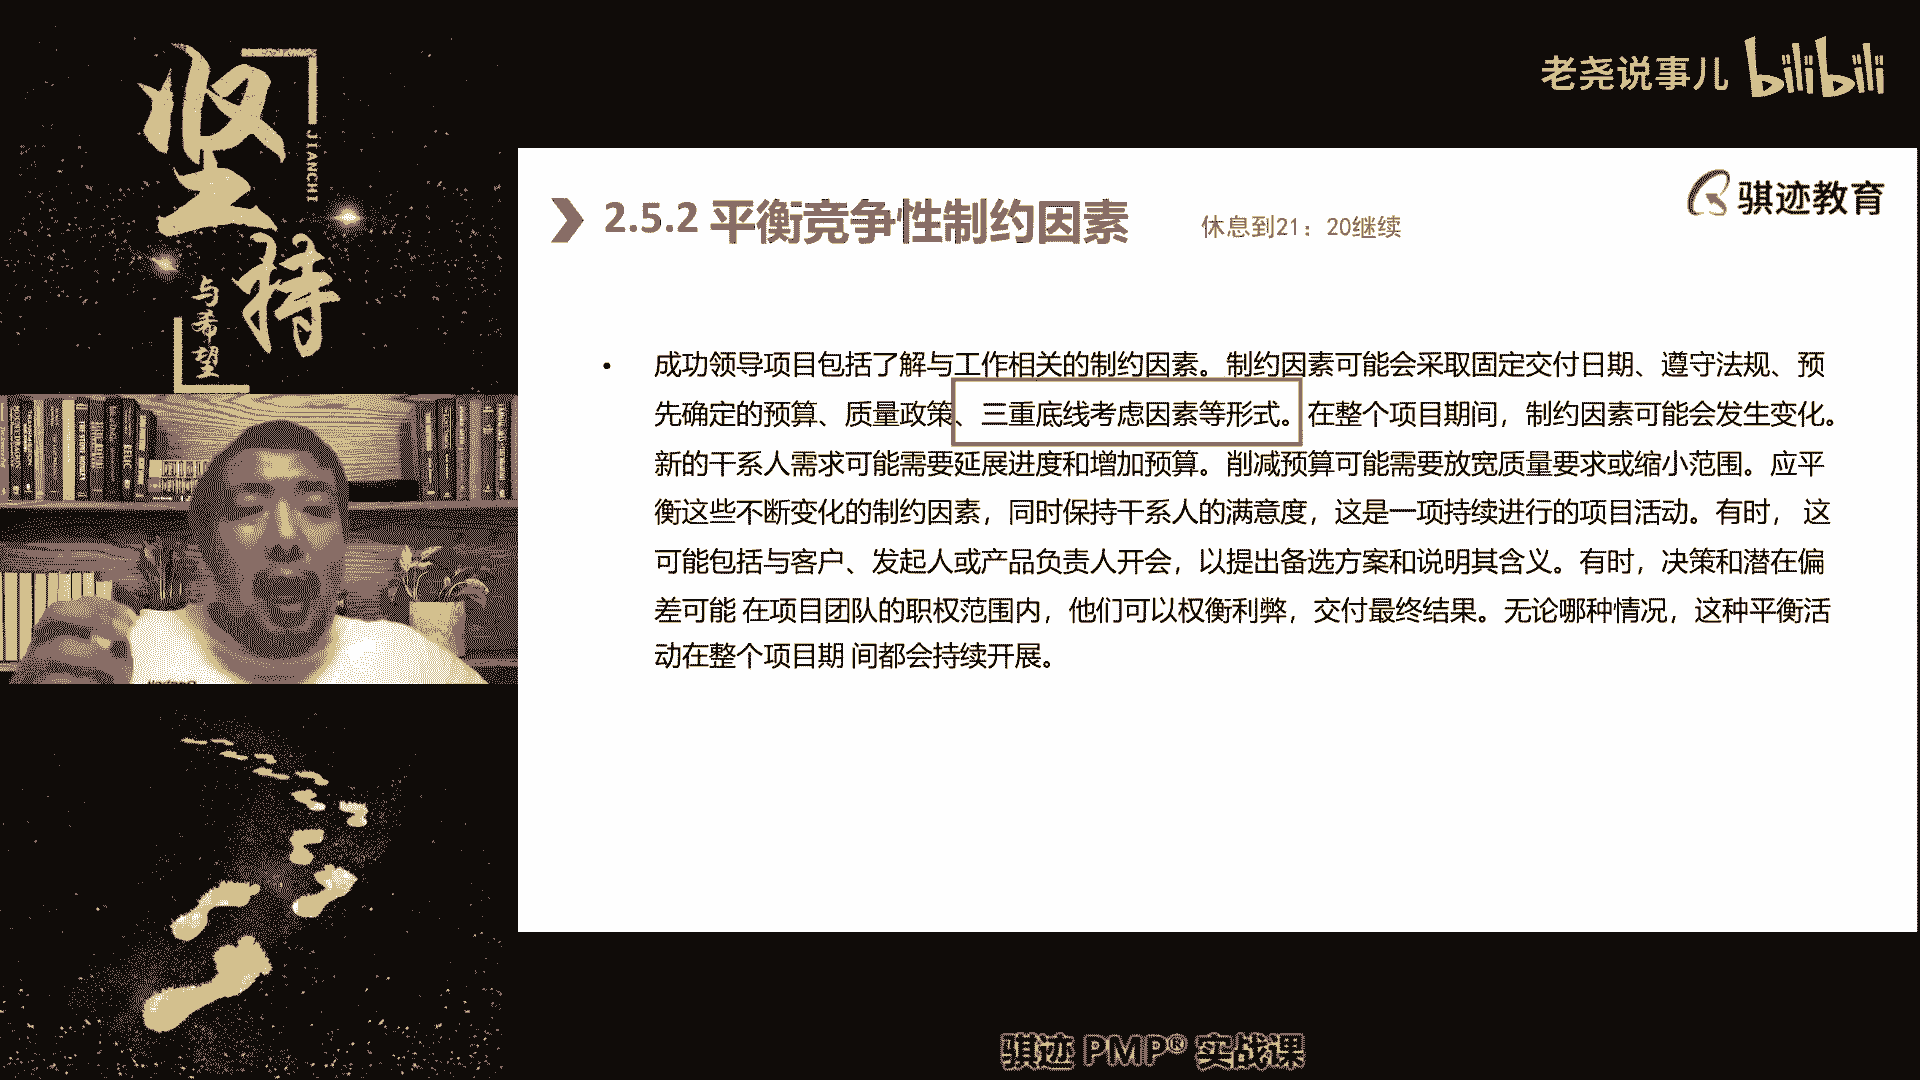 坚持
JIANCHI
与希望
老尧说事儿 bilibili
骐迹教育
2.5.2 平衡竞争性制约因素
休息到21：20继续
• 成功领导项目包括了解与工作相关的制约因素。制约因素可能会采取固定交付日期、遵守法规、预
先确定的预算、质量政策、三重底线考虑因素等形式。在整个项目期间，制约因素可能会发生变化。
新的干系人需求可能需要延展进度和增加预算。削减预算可能需要放宽质量要求或缩小范围。应平
衡这些不断变化的制约因素，同时保持干系人的满意度，这是一项持续进行的项目活动。有时， 这
可能包括与客户、发起人或产品负责人开会，以提出备选方案和说明其含义。有时，决策和潜在偏
差可能 在项目团队的职权范围内，他们可以权衡利弊，交付最终结果。无论哪种情况，这种平衡活
动在整个项目期 间都会持续开展。
骐迹 PMP® 实战课